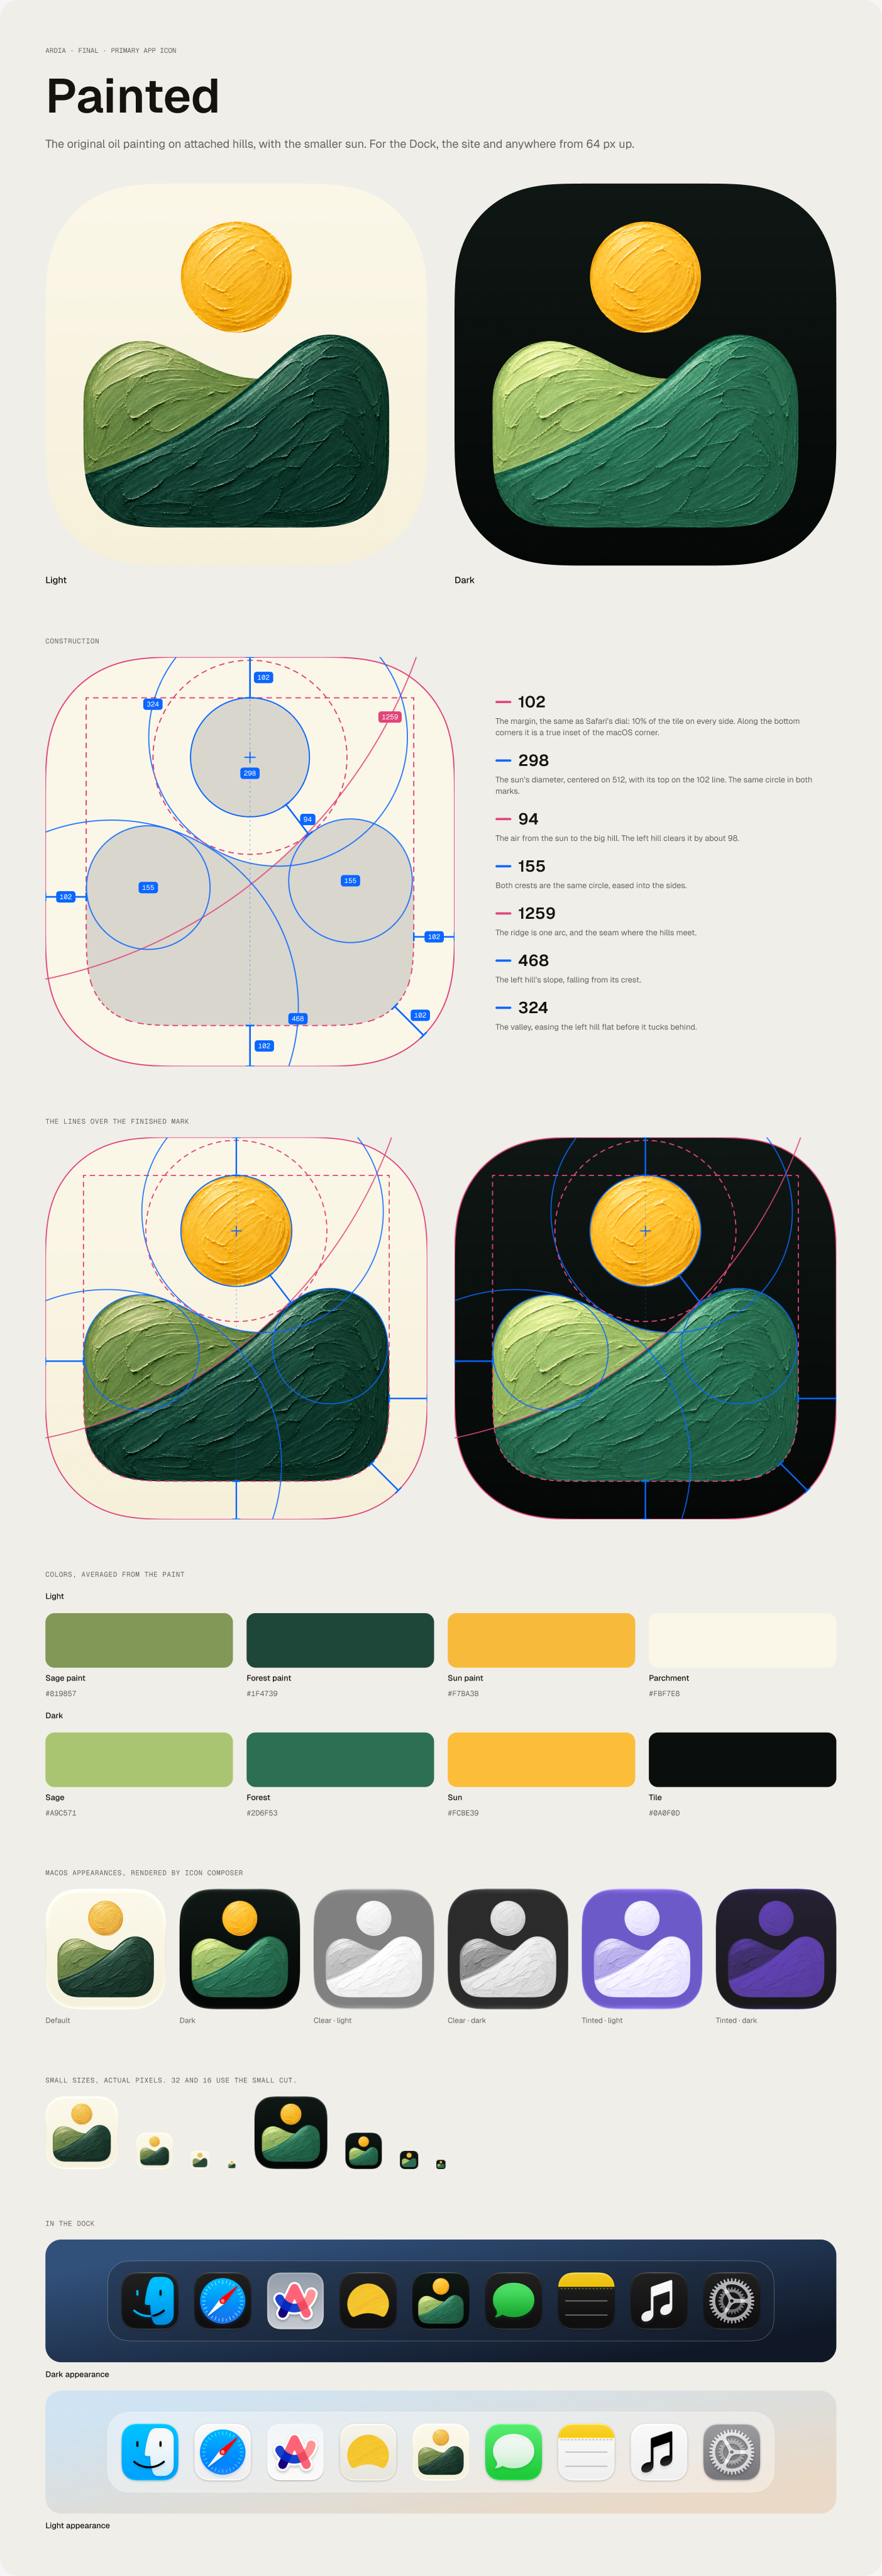 ARDIA · FINAL · PRIMARY APP ICON
Painted
The original oil painting on attached hills, with the smaller sun. For the Dock, the site and anywhere from 64 px up.
Light
Dark
CONSTRUCTION
102
324
1259
298
94
155
155
102
102
468
102
102
102
The margin, the same as Safari's dial: 10% of the tile on every side. Along the bottom
corners it is a true inset of the macOS corner.
298
The sun's diameter, centered on 512, with its top on the 102 line. The same circle in both
marks.
94
The air from the sun to the big hill. The left hill clears it by about 98.
155
Both crests are the same circle, eased into the sides.
1259
The ridge is one arc, and the seam where the hills meet.
468
The left hill's slope, falling from its crest.
324
The valley, easing the left hill flat before it tucks behind.
THE LINES OVER THE FINISHED MARK
COLORS, AVERAGED FROM THE PAINT
Light
Sage paint
Forest paint
Sun paint
Parchment
#819857
#1F4739
#F7BA3B
#FBF7E8
Dark
Sage
Forest
Sun
Tile
#A9C571
#2D6F53
#FCBE39
#0A0F0D
MACOS APPEARANCES, RENDERED BY ICON COMPOSER
Default
Dark
Clear · light
Clear · dark
Tinted · light
Tinted · dark
SMALL SIZES, ACTUAL PIXELS. 32 AND 16 USE THE SMALL CUT.
IN THE DOCK
Dark appearance
Light appearance